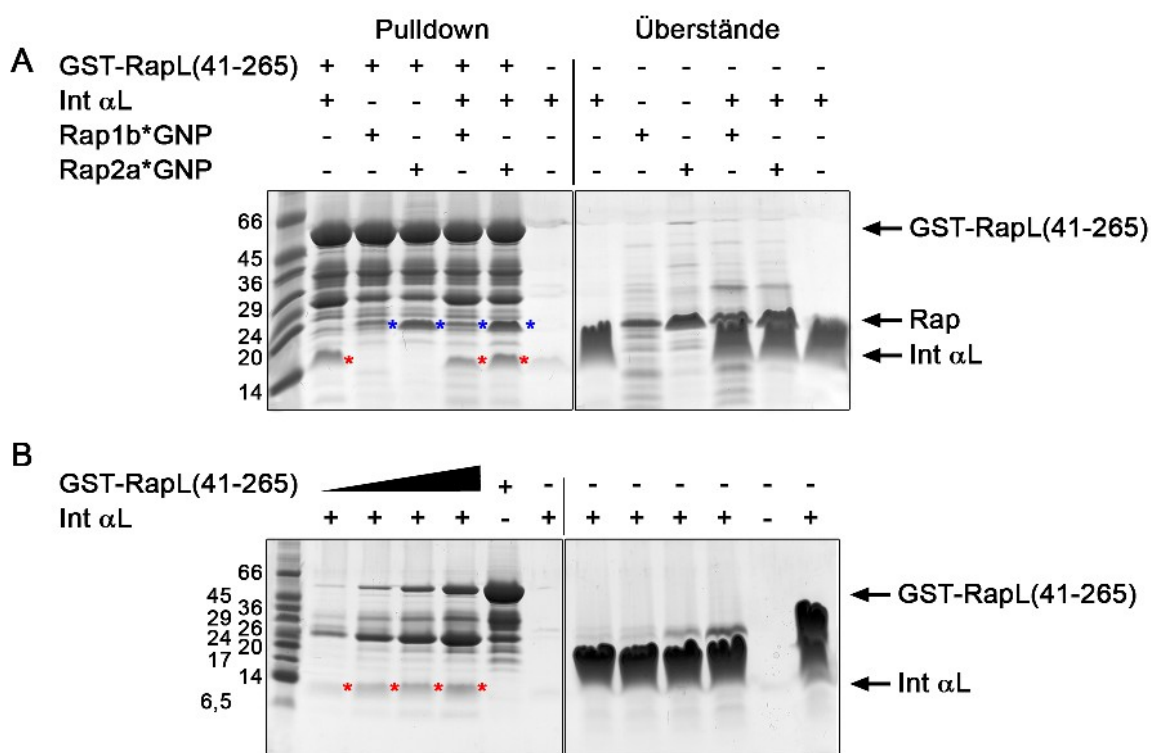 Pulldown Überstände
A
GST-RapL(41-265) + + + + + - - - - - - -
Int αL + - - + + + + - - + + +
Rap1b*GNP - + - + - - - + - + - -
Rap2a*GNP - - + - + - - - + - + -
66
45
36
29
24
20
14
* * * *
* * *
GST-RapL(41-265)
Rap
Int αL
B
GST-RapL(41-265) + - - - - - - -
Int αL + + + + - + + + + + - +
66
45
36
29
26
24
20
17
14
6,5
* * * *
GST-RapL(41-265)
Int αL